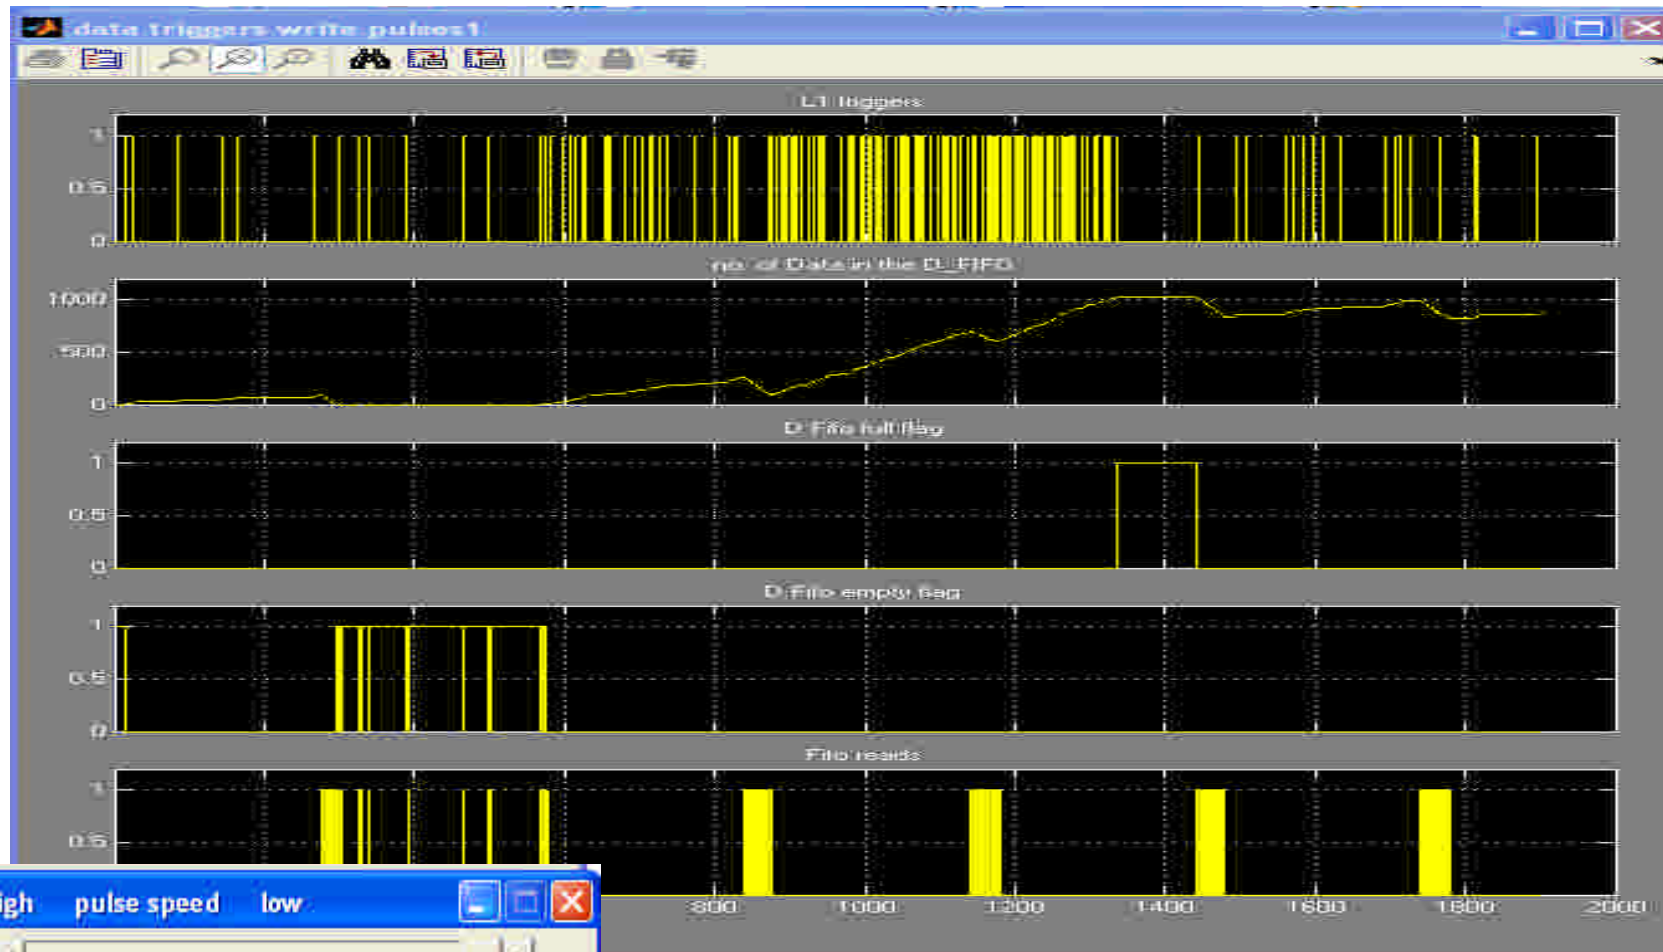 data triggers write pulses1
L1 triggers
1
0.5
0
no. of Data in the D_FIFO
1000
500
0
D Fifo full flag
1
0.5
0
D Fifo empty flag
1
0.5
0
Fifo reads
1
0.5
800 1000 1200 1400 1600 1800 2000
igh pulse speed low